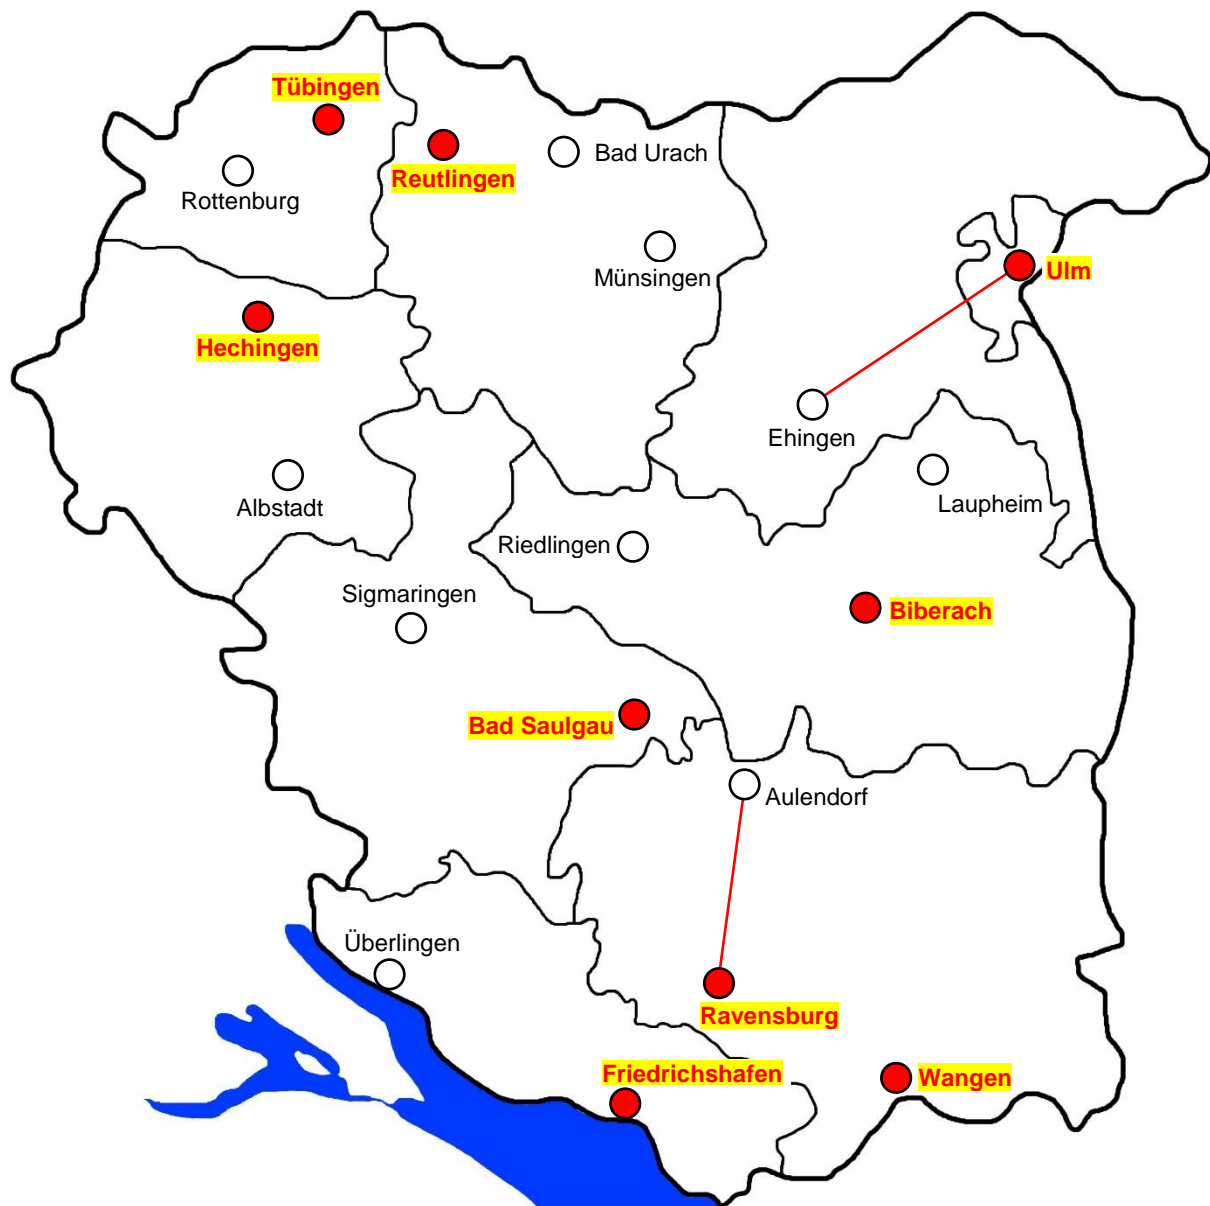 Tübingen
Bad Urach
Reutlingen
Rottenburg
Münsingen
Ulm
Hechingen
Ehingen
Albstadt
Laupheim
Riedlingen
Sigmaringen
Biberach
Bad Saulgau
Aulendorf
Überlingen
Ravensburg
Friedrichshafen
Wangen